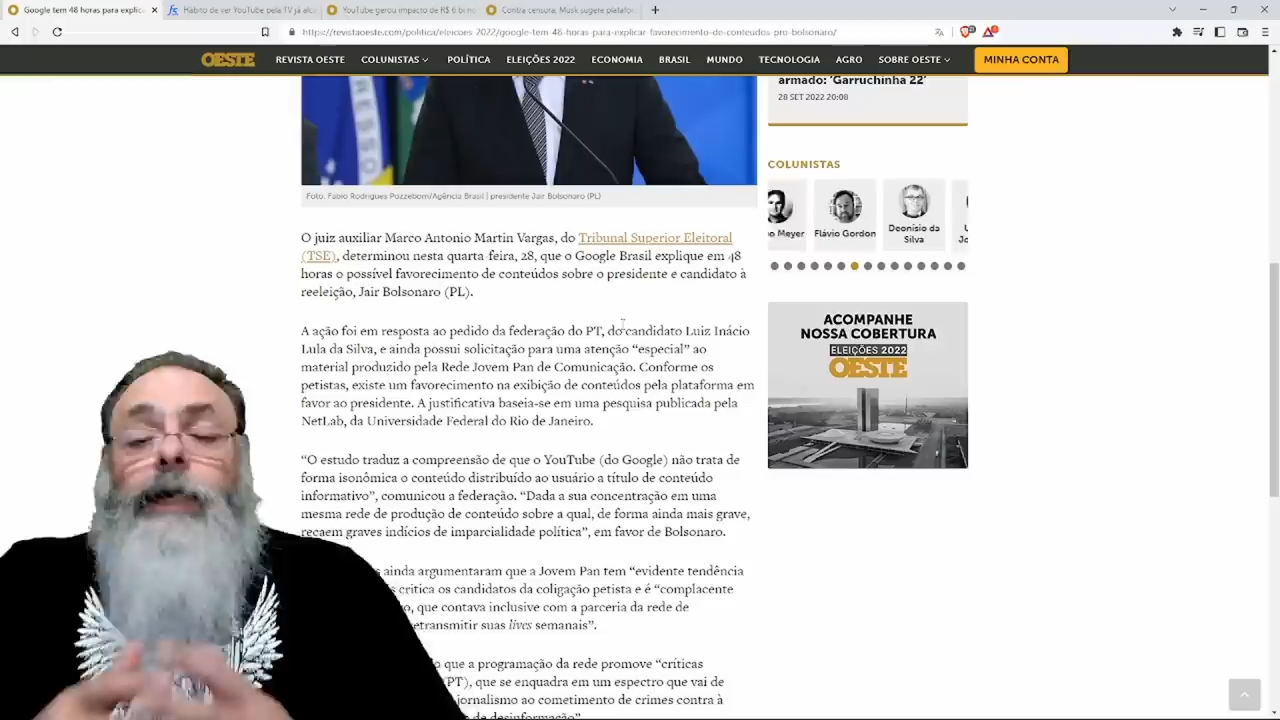 Google tem 48 horas para explic
Hábito de ver YouTube pela TV já alc
YouTube gerou impacto de R$ 6 bi no
Contra censura, Musk sugere platafor
https://revistaoeste.com/politica/eleicoes-2022/google-tem-48-horas-para-explicar-favorecimento-de-conteudos-pro-bolsonaro/
OESTE
REVISTA OESTE
COLUNISTAS
POLÍTICA
ELEIÇÕES 2022
ECONOMIA
BRASIL
MUNDO
TECNOLOGIA
AGRO
SOBRE OESTE
MINHA CONTA
Foto: Fabio Rodrigues Pozzebom/Agência Brasil | presidente Jair Bolsonaro (PL)
O juiz auxiliar Marco Antonio Martin Vargas, do Tribunal Superior Eleitoral
(TSE), determinou nesta quarta-feira, 28, que o Google Brasil explique em 48
horas o possível favorecimento de conteúdos sobre o presidente e candidato à
reeleição, Jair Bolsonaro (PL).
A ação foi em resposta ao pedido da federação do PT, do candidato Luiz Inácio
Lula da Silva, e ainda possui solicitação para uma atenção “especial” ao
material produzido pela Rede Jovem Pan de Comunicação. Conforme os
petistas, existe um favorecimento na exibição de conteúdos pela plataforma em
favor ao presidente. A justificativa baseia-se em uma pesquisa publicada pela
NetLab, da Universidade Federal do Rio de Janeiro.
“O estudo traduz a compreensão de que o YouTube (do Google) não trata de
forma isonômica o conteúdo distribuído ao usuário a título de conteúdo
informativo”, comunicou a federação. “Dada a sua concentração em uma
mesma rede de produção de conteúdo sobre a qual, de forma ainda mais grave,
recaem graves indícios de imparcialidade política”, em favor de Bolsonaro.
ainda argumentaram que a Jovem Pan tem “evidente tendência
critica os candidatos da coligação petista e é “complacente
o, que contava inclusive com a parceria da rede de
etransmitir suas lives semanais”.
o que a programação da rede promove “críticas
PT), que se enquadra em um espectro que vai de
jornalismo ao cometimento de crimes contra à
de desinformação”
armado: ‘Garruchinha 22’
28 SET 2022 20:08
COLUNISTAS
o Meyer
Flávio Gordon
Deonísio da
Silva
ACOMPANHE
NOSSA COBERTURA
ELEIÇÕES 2022
OESTE